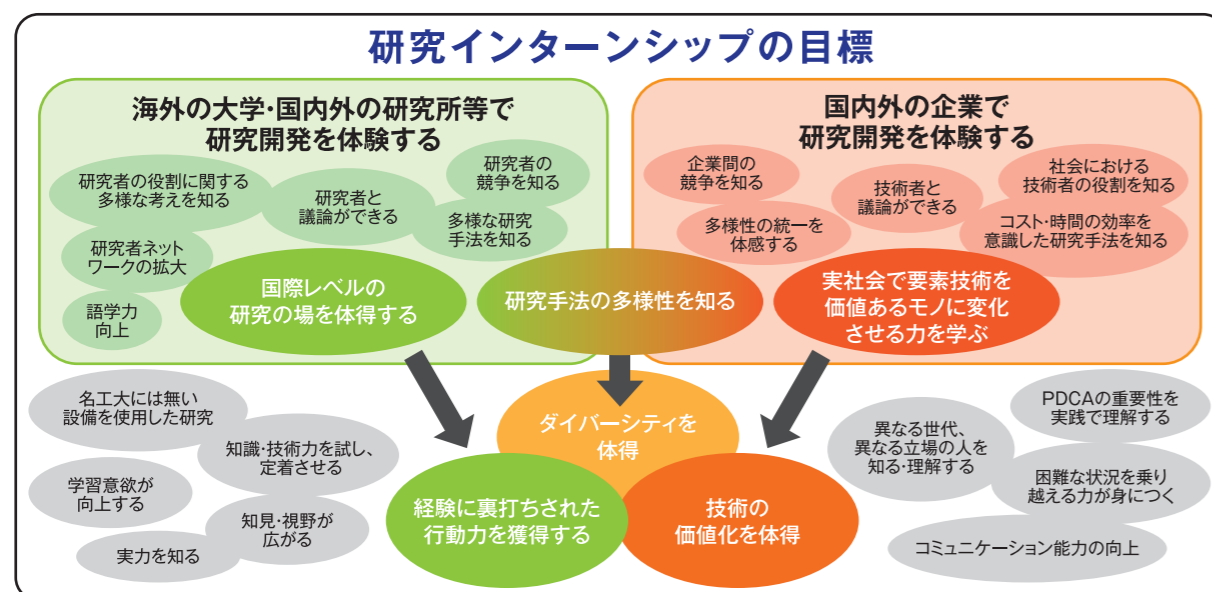 研究インターンシップの目標
海外の大学・国内外の研究所等で
研究開発を体験する
研究者の役割に関する
多様な考えを知る
研究者と
議論ができる
研究者の
競争を知る
多様な研究
手法を知る
研究者ネット
ワークの拡大
語学力
向上
国際レベルの
研究の場を体得する
研究手法の多様性を知る
国内外の企業で
研究開発を体験する
企業間の
競争を知る
多様性の統一を
体感する
技術者と
議論ができる
社会における
技術者の役割を知る
コスト・時間の効率を
意識した研究手法を知る
実社会で要素技術を
価値あるモノに変化
させる力を学ぶ
名工大には無い
設備を使用した研究
知識・技術力を試し、
定着させる
学習意欲が
向上する
知見・視野が
広がる
実力を知る
ダイバーシティを
体得
経験に裏打ちされた
行動力を獲得する
技術の
価値化を体得
PDCAの重要性を
実践で理解する
異なる世代、
異なる立場の人を
知る・理解する
困難な状況を乗り
越える力が身につく
コミュニケーション能力の向上